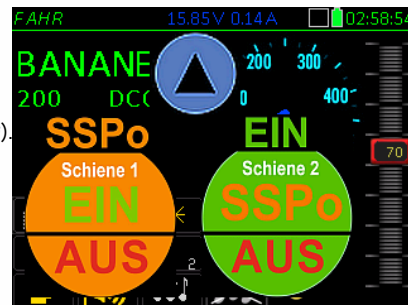 FAHR 15.85V 0.14A 02:58:54
BANANE
200 DCC
200 300
0 400
).
SSPo EIN
70
Schiene 1 Schiene 2
EIN SSPo
AUS AUS
2